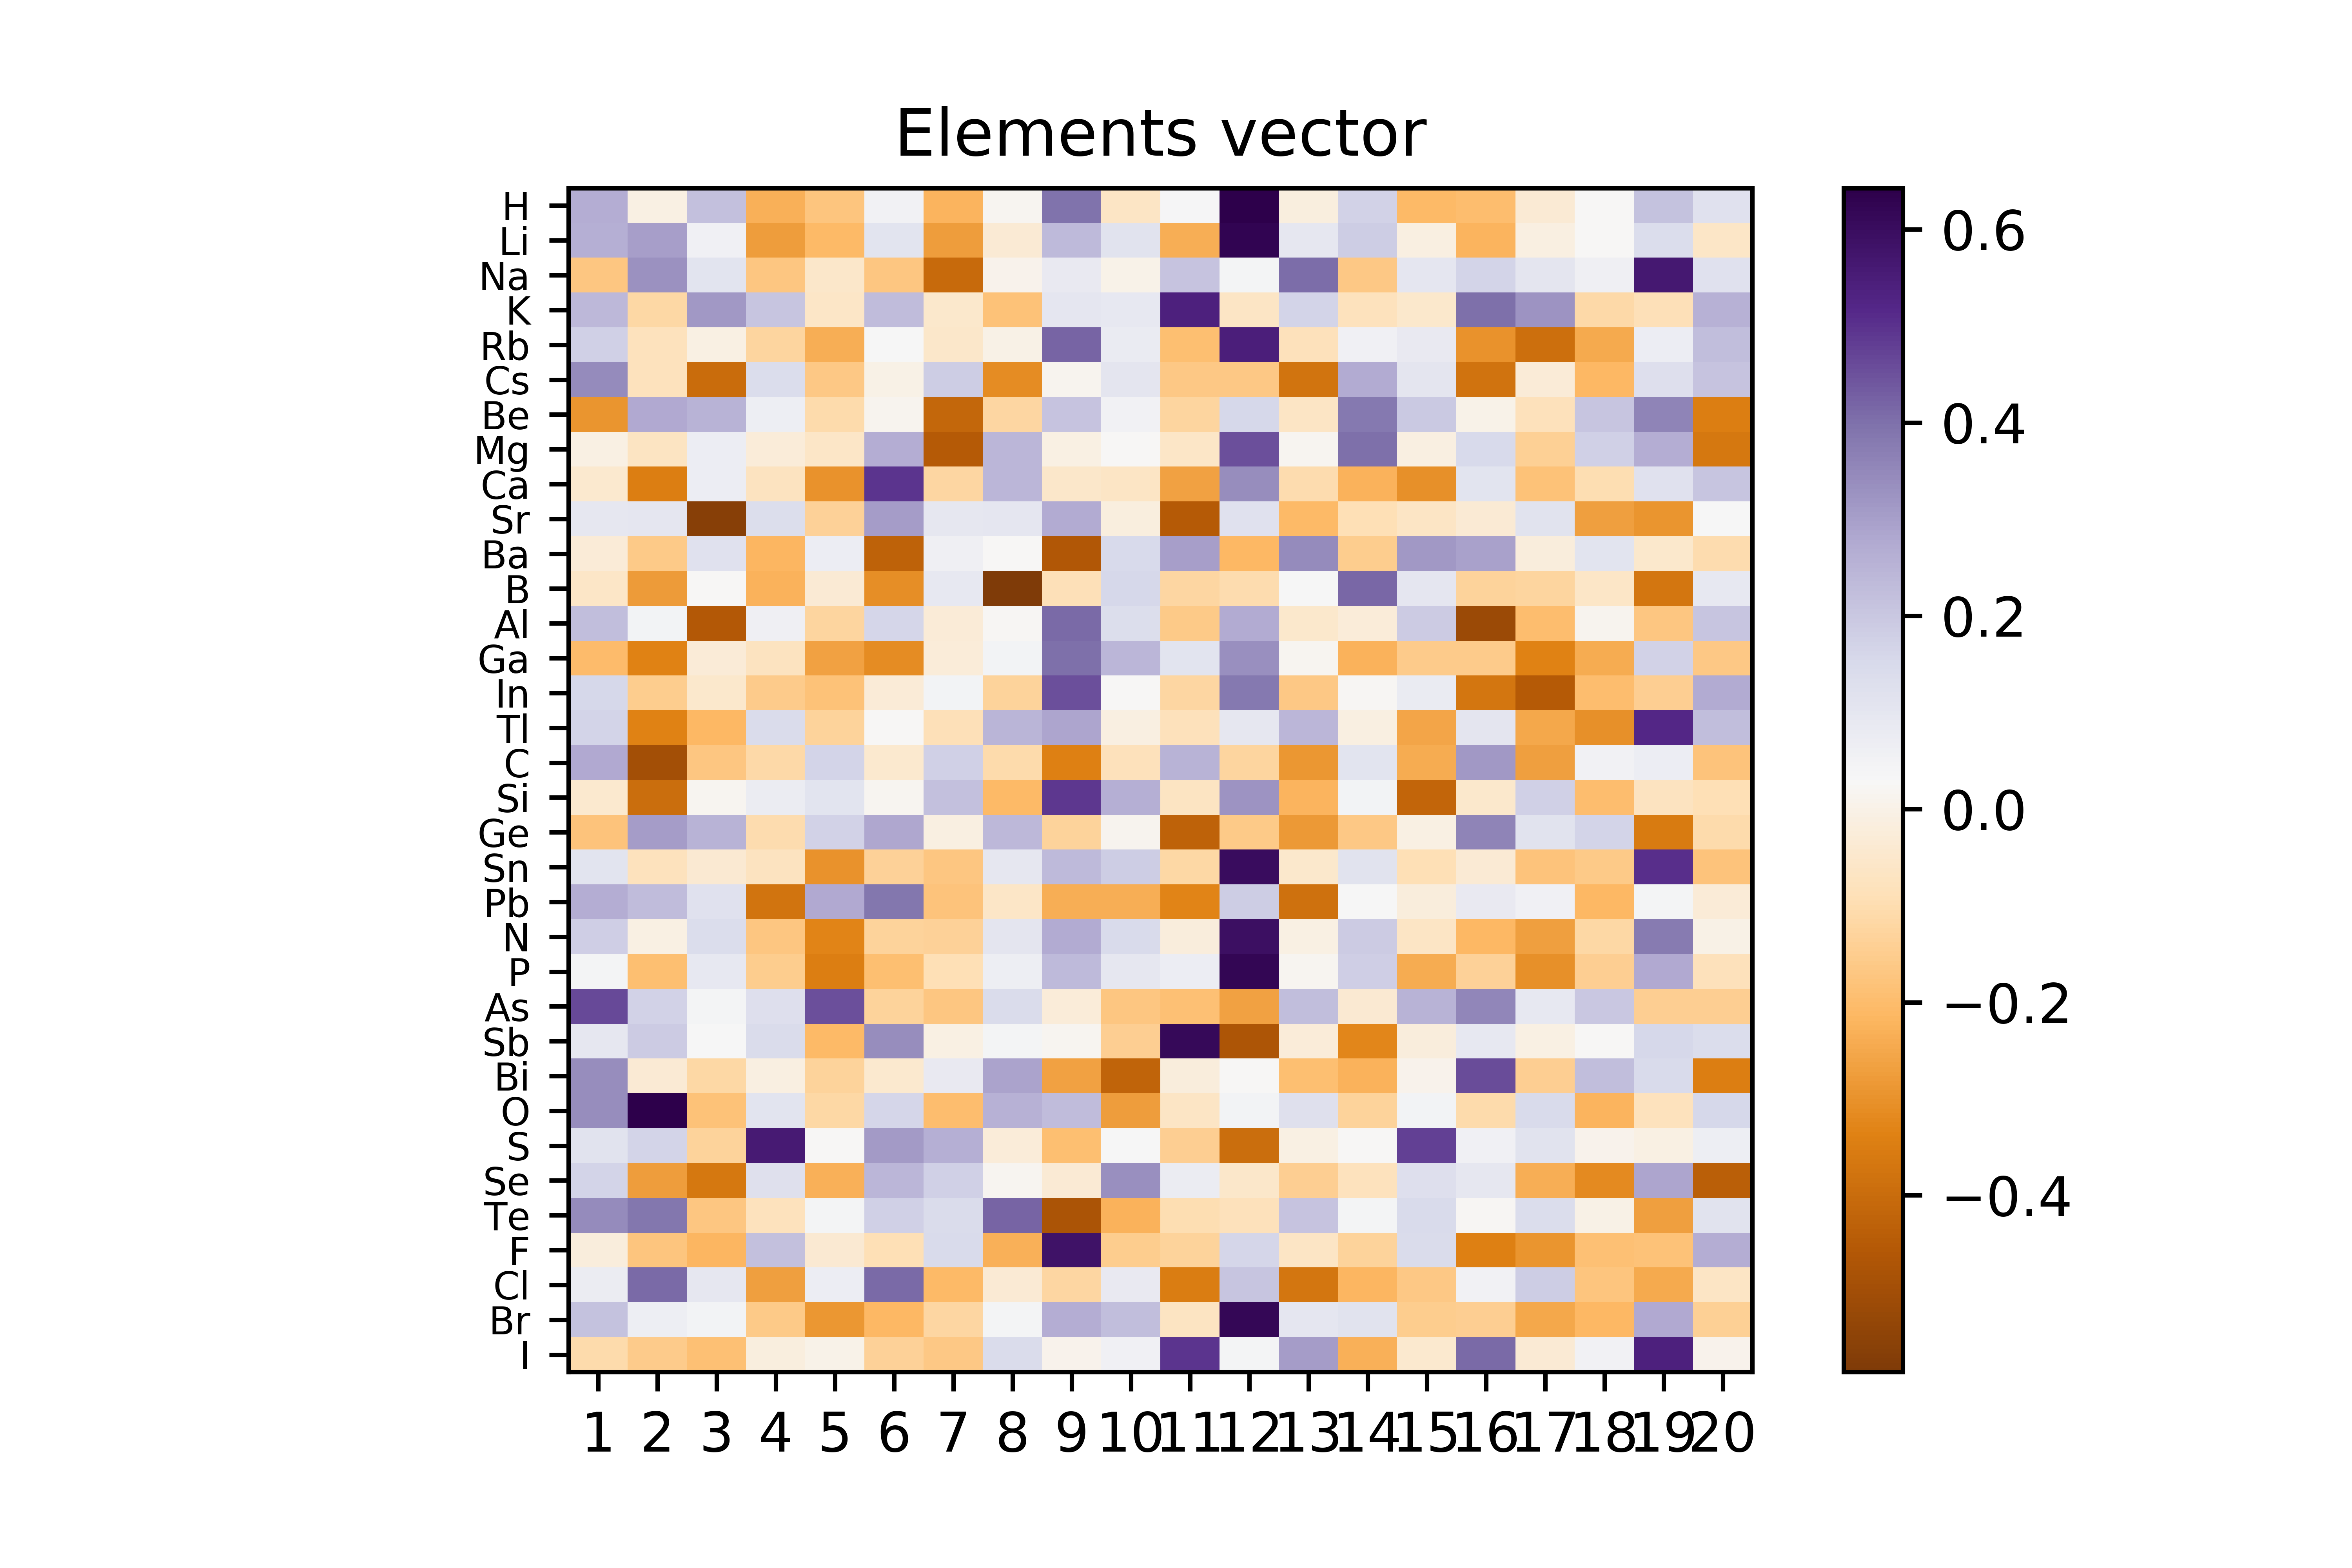 Elements vector
H
Li
Na
K
Rb
Cs
Be
Mg
Ca
Sr
Ba
B
Al
Ga
In
Tl
C
Si
Ge
Sn
Pb
N
P
As
Sb
Bi
O
S
Se
Te
F
Cl
Br
I
1 2 3 4 5 6 7 8 9 10 11 12 13 14 15 16 17 18 19 20
0.6
0.4
0.2
0.0
−0.2
−0.4